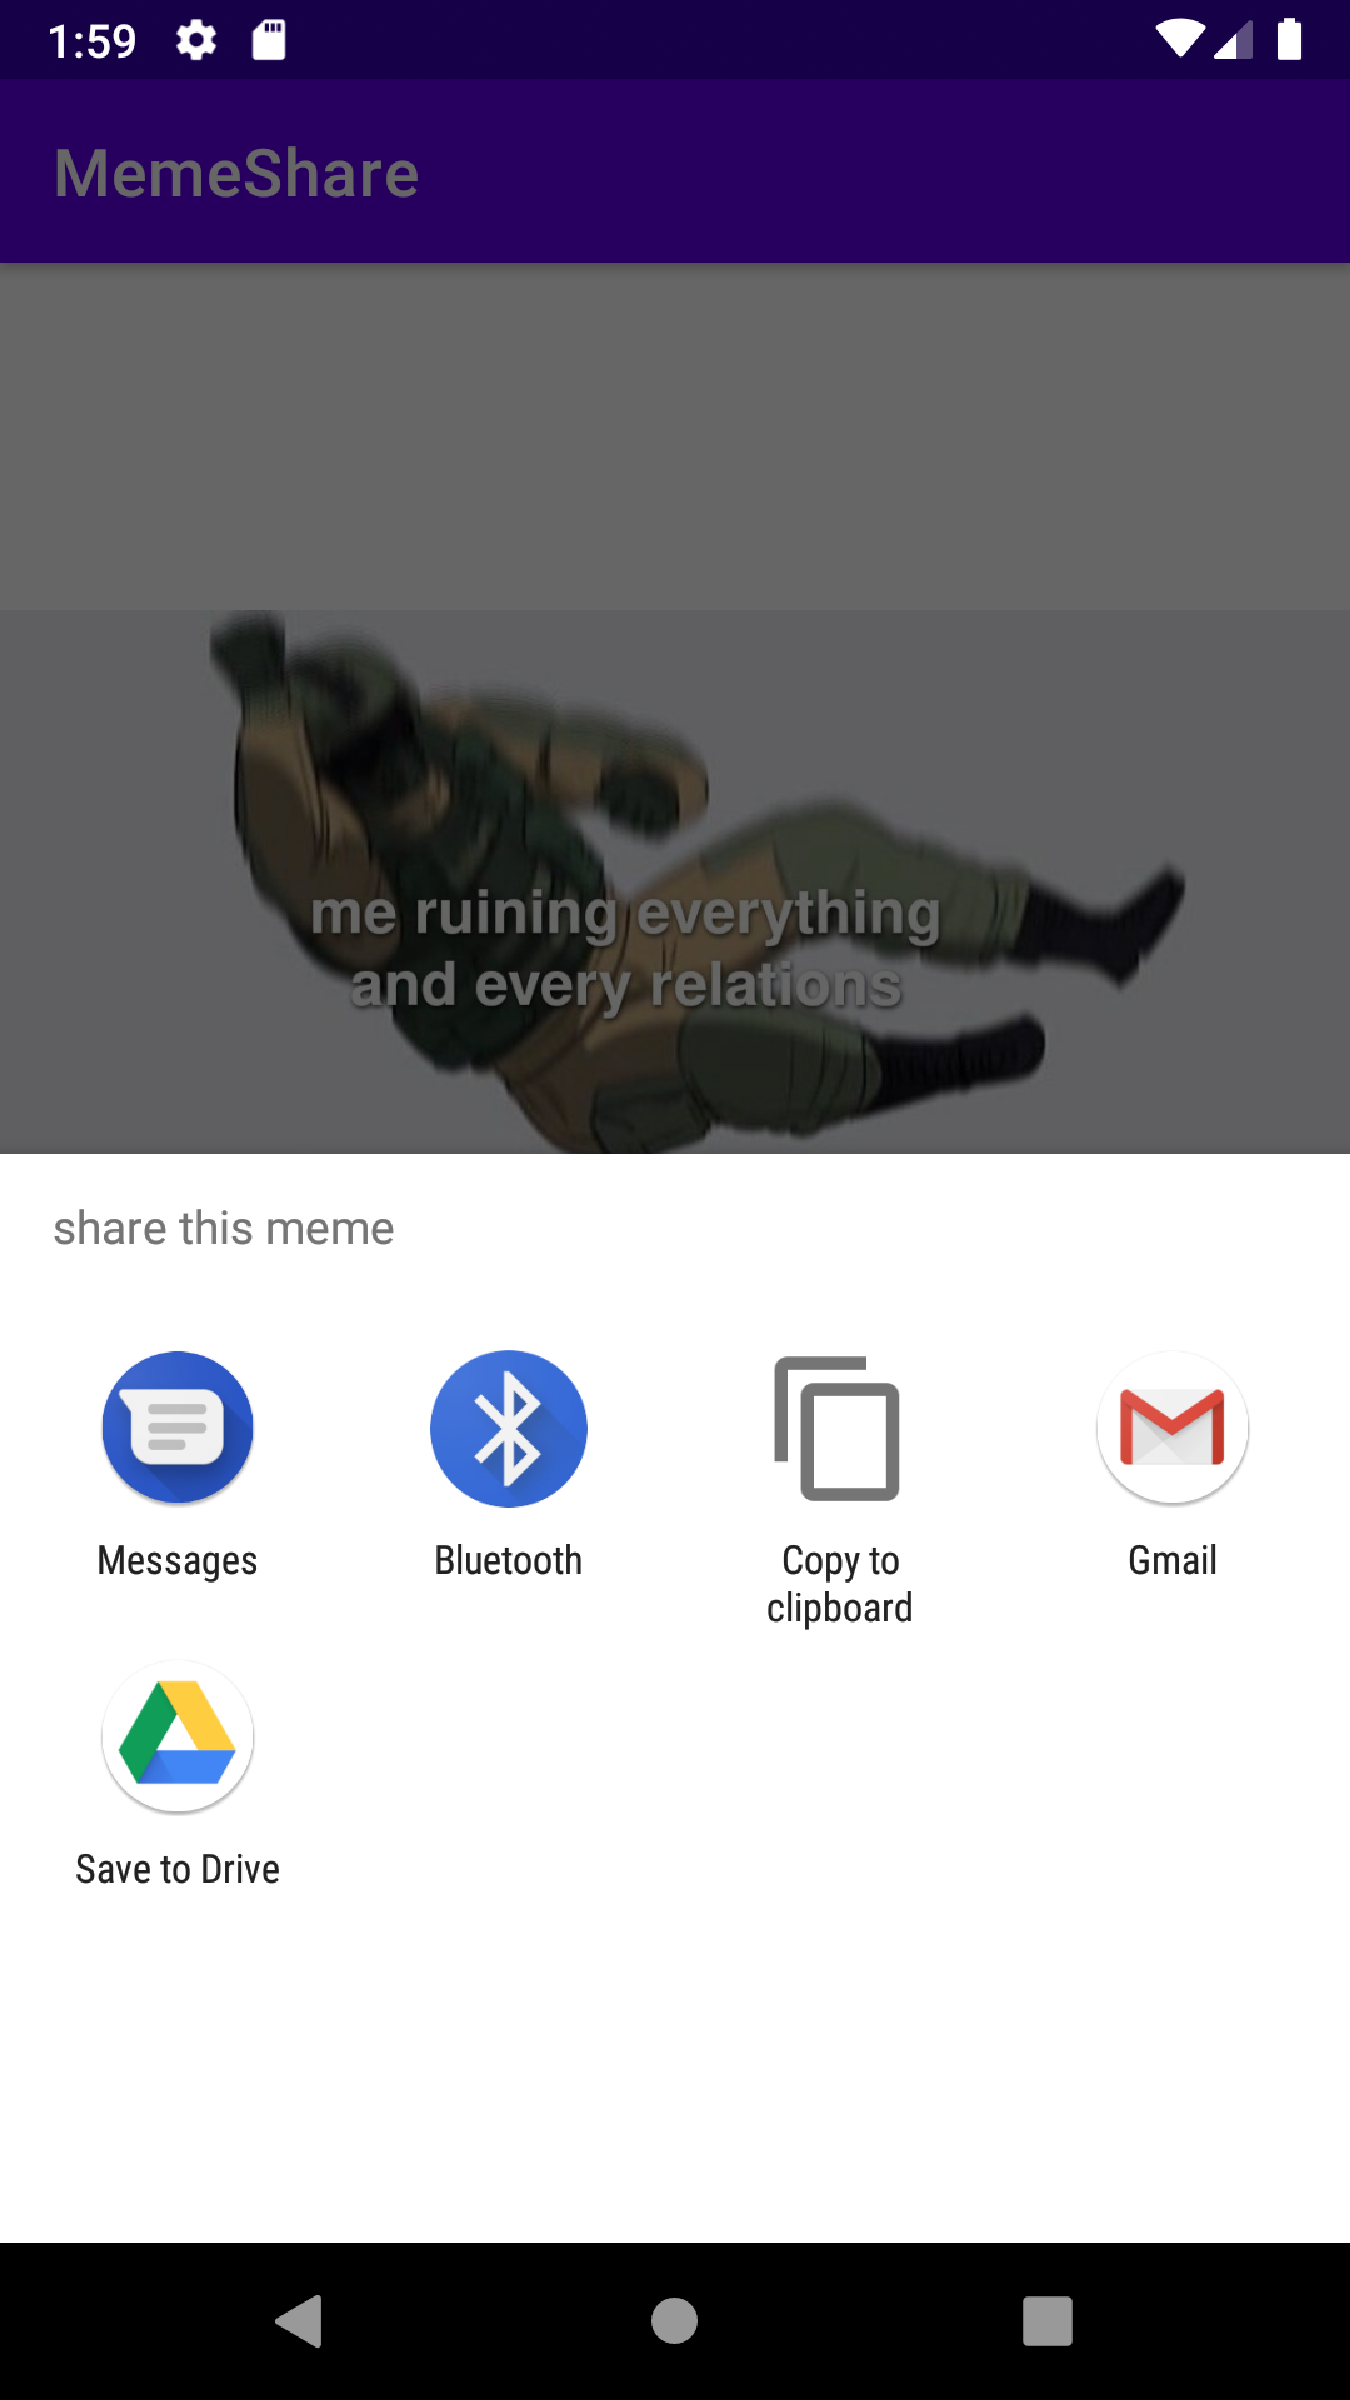 1:59
MemeShare
me ruining everything
and every relations
share this meme
Messages
Bluetooth
Copy to
clipboard
Gmail
Save to Drive